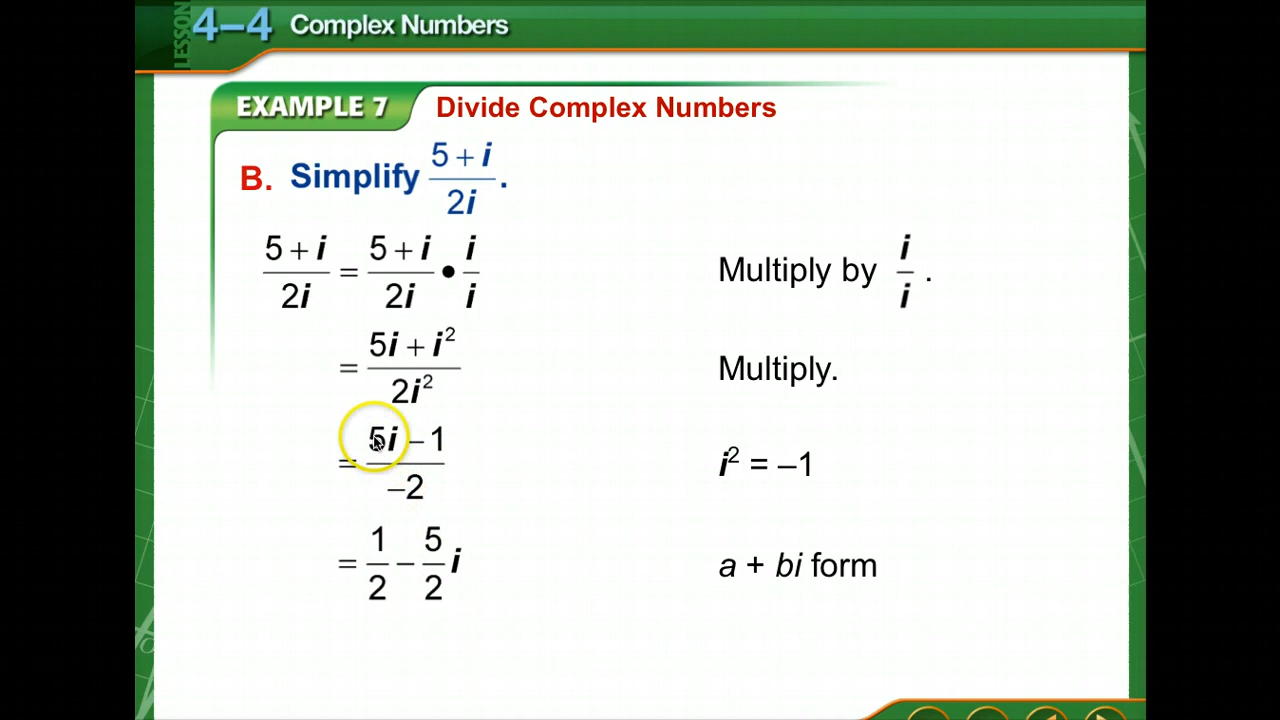 LESSON 4–4 Complex Numbers
EXAMPLE 7 Divide Complex Numbers
B. Simplify (5 + i)/(2i).
(5 + i)/(2i) = (5 + i)/(2i) • i/i Multiply by i/i.
= (5i + i²)/(2i²) Multiply.
= (5i – 1)/(–2) i² = –1
= 1/2 – 5/2 i a + bi form